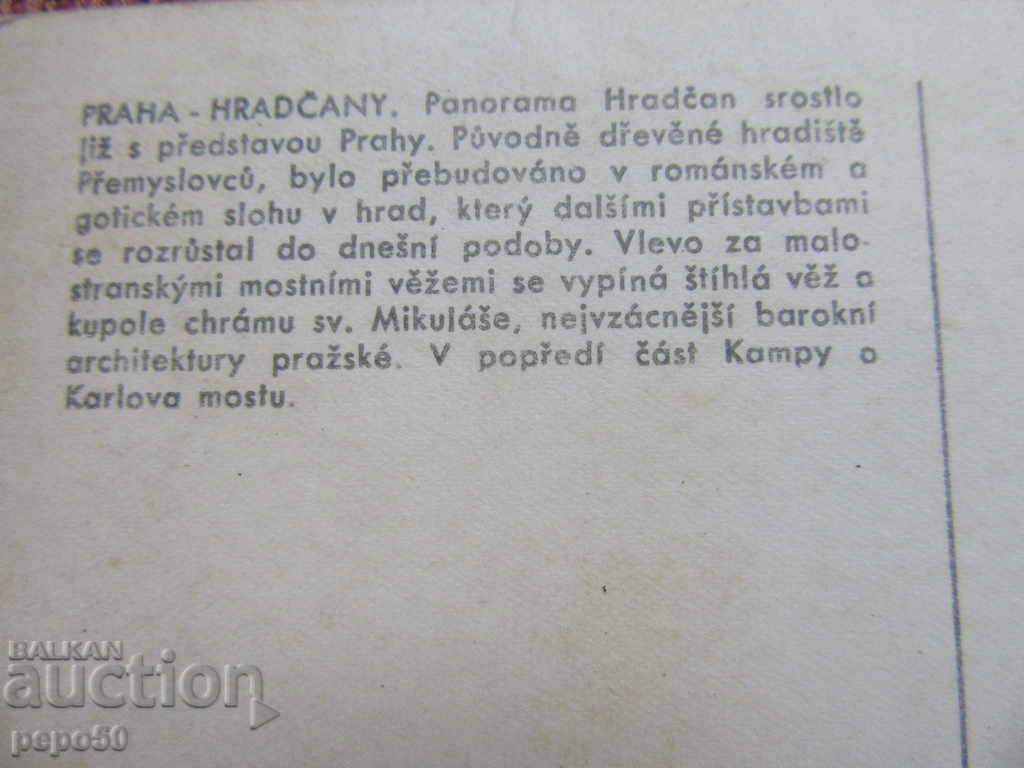 PRAHA - HRADČANY. Panorama Hradčan srostlo
již s představou Prahy. Původně dřevěné hradiště
Přemyslovců, bylo přebudováno v románském a
gotickém slohu v hrad, který dalšími přístavbami
se rozrůstal do dnešní podoby. Vlevo za malo-
stranskými mostními věžemi se vypíná štíhlá věž a
kupole chrámu sv. Mikuláše, nejvzácnější barokní
architektury pražské. V popředí část Kampy a
Karlova mostu.
BALKAN
auction
pepo50